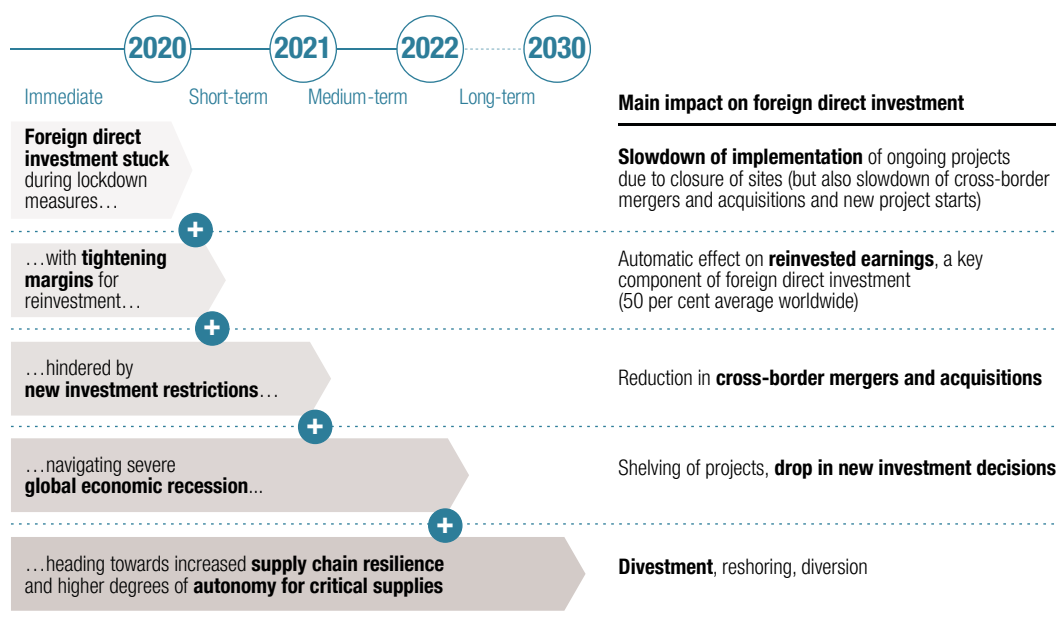 2020 2021 2022 2030
Immediate Short-term Medium-term Long-term
Main impact on foreign direct investment
Foreign direct
investment stuck
during lockdown
measures…
Slowdown of implementation of ongoing projects
due to closure of sites (but also slowdown of cross-border
mergers and acquisitions and new project starts)
+
…with tightening
margins for
reinvestment…
Automatic effect on reinvested earnings, a key
component of foreign direct investment
(50 per cent average worldwide)
+
…hindered by
new investment restrictions…
Reduction in cross-border mergers and acquisitions
+
…navigating severe
global economic recession...
Shelving of projects, drop in new investment decisions
+
…heading towards increased supply chain resilience
and higher degrees of autonomy for critical supplies
Divestment, reshoring, diversion